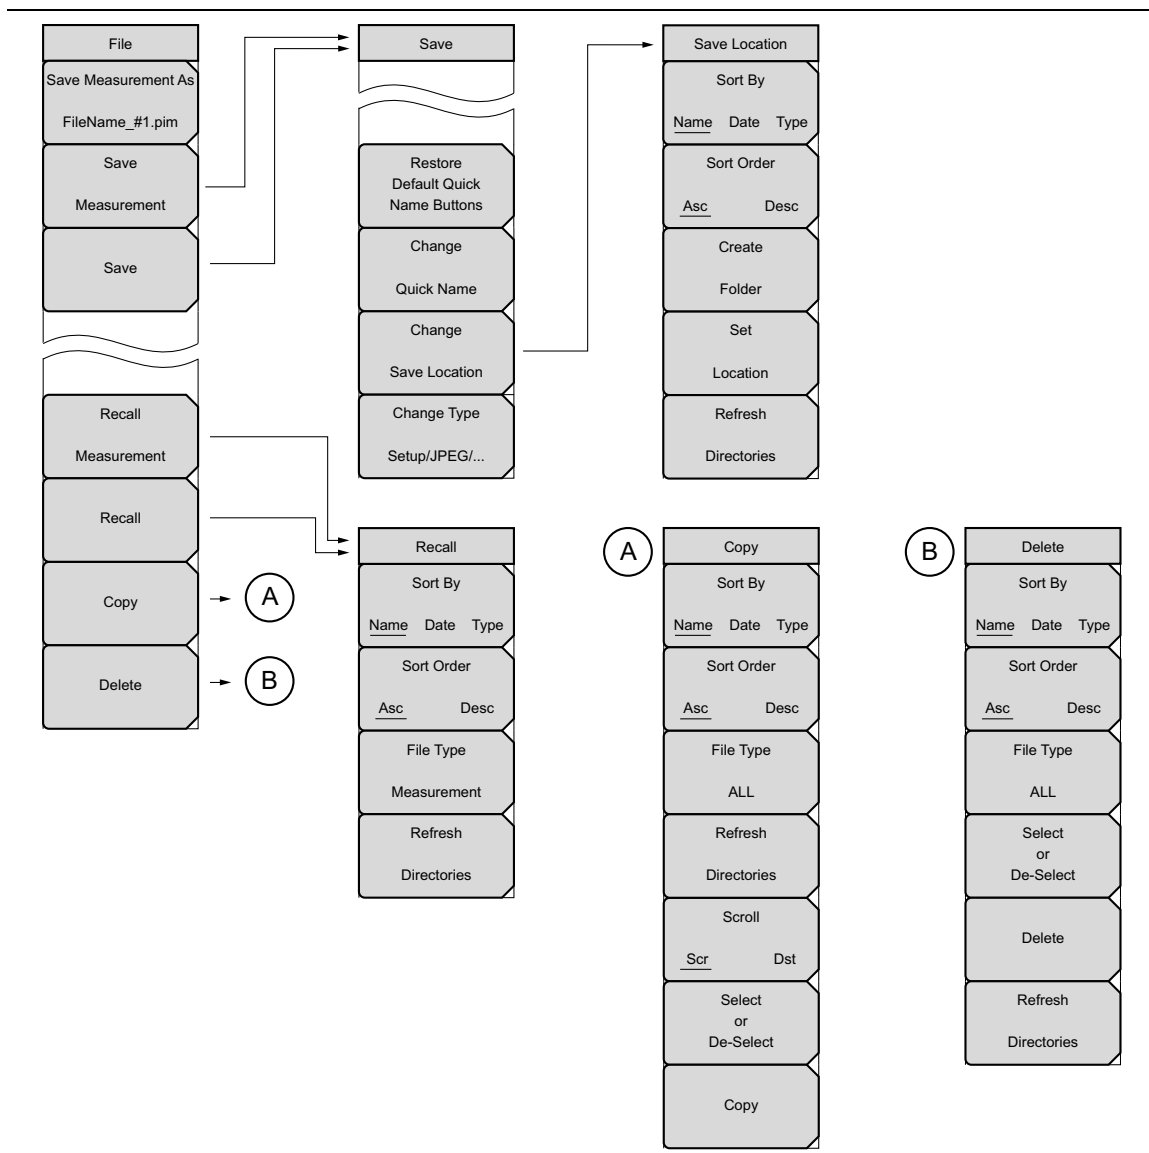 File
Save Measurement As
FileName_#1.pim
Save
Measurement
Save
Recall
Measurement
Recall
Copy
A
Delete
B
Save
Restore
Default Quick
Name Buttons
Change
Quick Name
Change
Save Location
Change Type
Setup/JPEG/...
Save Location
Sort By
Name Date Type
Sort Order
Asc Desc
Create
Folder
Set
Location
Refresh
Directories
Recall
Sort By
Name Date Type
Sort Order
Asc Desc
File Type
Measurement
Refresh
Directories
A
Copy
Sort By
Name Date Type
Sort Order
Asc Desc
File Type
ALL
Refresh
Directories
Scroll
Scr Dst
Select
or
De-Select
Copy
B
Delete
Sort By
Name Date Type
Sort Order
Asc Desc
File Type
ALL
Select
or
De-Select
Delete
Refresh
Directories